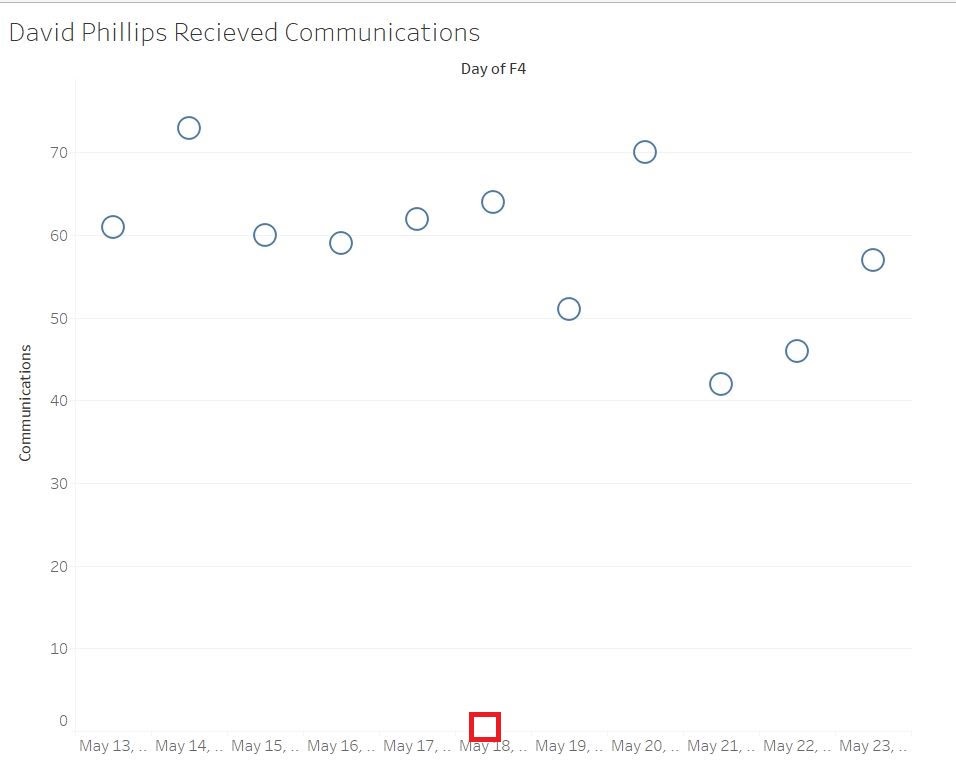 David Phillips Recieved Communications
Day of F4
70
60
50
40
30
20
10
0
Communications
May 13, .. May 14, .. May 15, .. May 16, .. May 17, .. May 18, .. May 19, .. May 20, .. May 21, .. May 22, .. May 23, ..